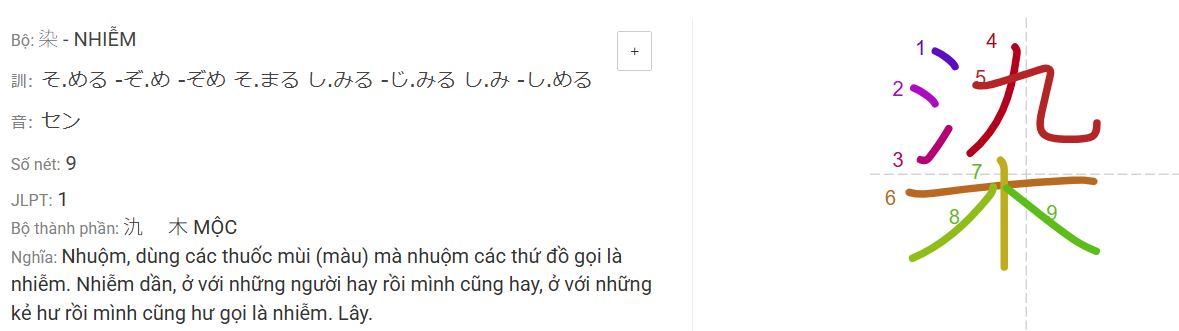 Bộ: 染 - NHIỄM
+
訓: そ.める -ぞ.め -ぞめ そ.まる し.みる -じ.みる し.み -し.める
音: セン
Số nét: 9
JLPT: 1
Bộ thành phần: 氿 木 MỘC
Nghĩa: Nhuộm, dùng các thuốc mùi (màu) mà nhuộm các thứ đồ gọi là
nhiễm. Nhiễm dần, ở với những người hay rồi mình cũng hay, ở với những
kẻ hư rồi mình cũng hư gọi là nhiễm. Lây.
染
1
2
3
4
5
6
7
8
9